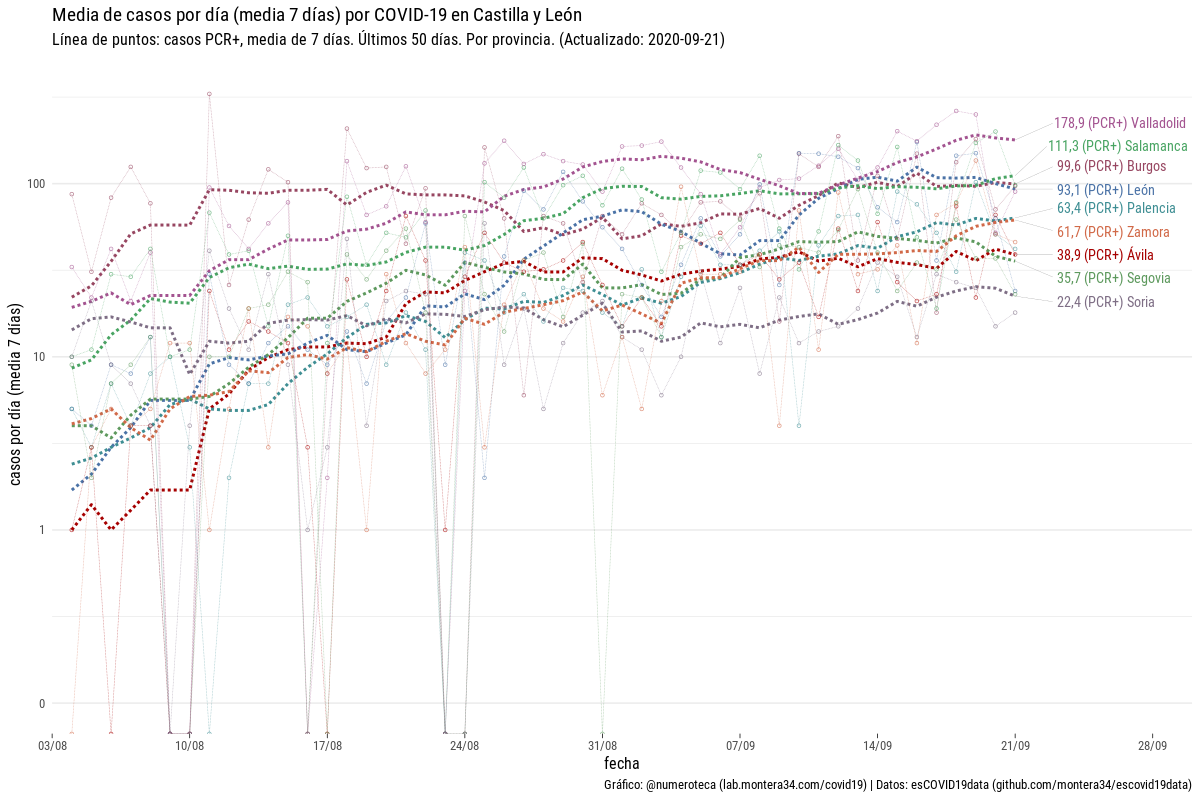 Media de casos por día (media 7 días) por COVID-19 en Castilla y León
Línea de puntos: casos PCR+, media de 7 días. Últimos 50 días. Por provincia. (Actualizado: 2020-09-21)
178,9 (PCR+) Valladolid
111,3 (PCR+) Salamanca
99,6 (PCR+) Burgos
93,1 (PCR+) León
63,4 (PCR+) Palencia
61,7 (PCR+) Zamora
38,9 (PCR+) Ávila
35,7 (PCR+) Segovia
22,4 (PCR+) Soria
casos por día (media 7 días)
100
10
1
0
03/08 10/08 17/08 24/08 31/08 07/09 14/09 21/09 28/09
fecha
Gráfico: @numeroteca (lab.montera34.com/covid19) | Datos: esCOVID19data (github.com/montera34/escovid19data)